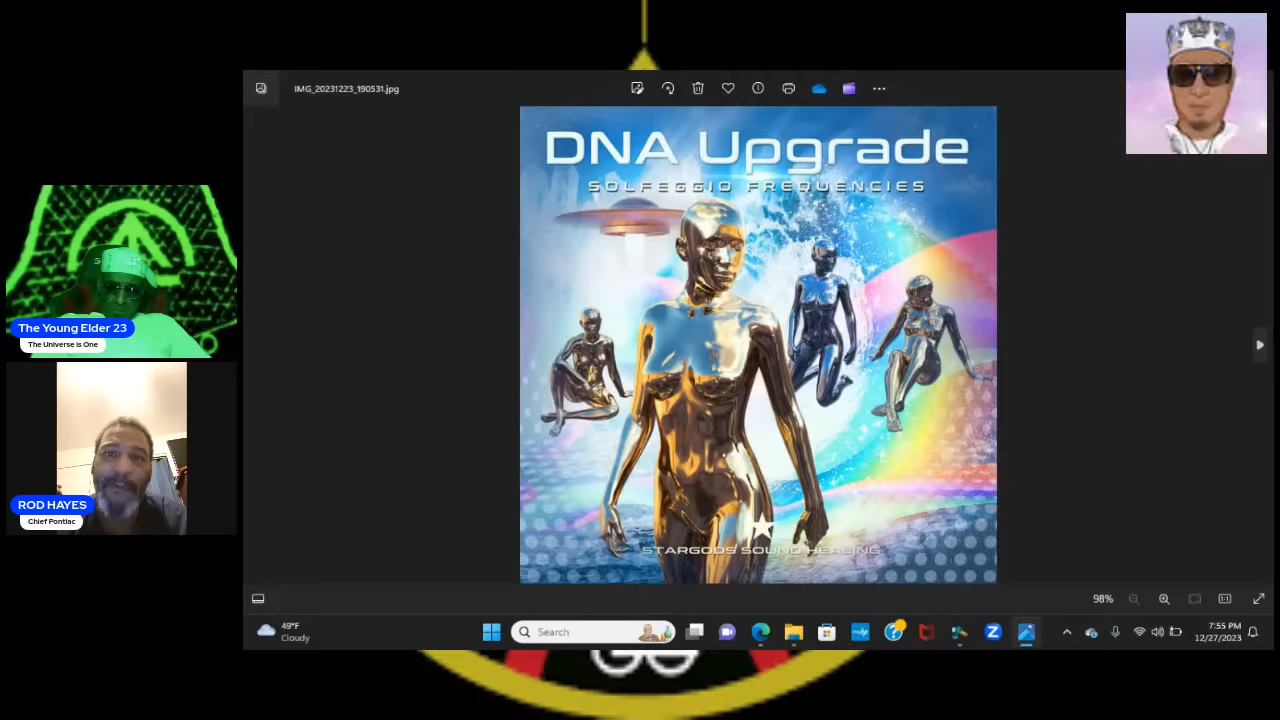 IMG_20231223_190531.jpg
DNA Upgrade
SOLFEGGIO FREQUENCIES
The Young Elder 23
The Universe is One
ROD HAYES
Chief Pontiac
STARGODS SOUND HEALING
98%
49°F
Cloudy
Search
7:55 PM
12/27/2023